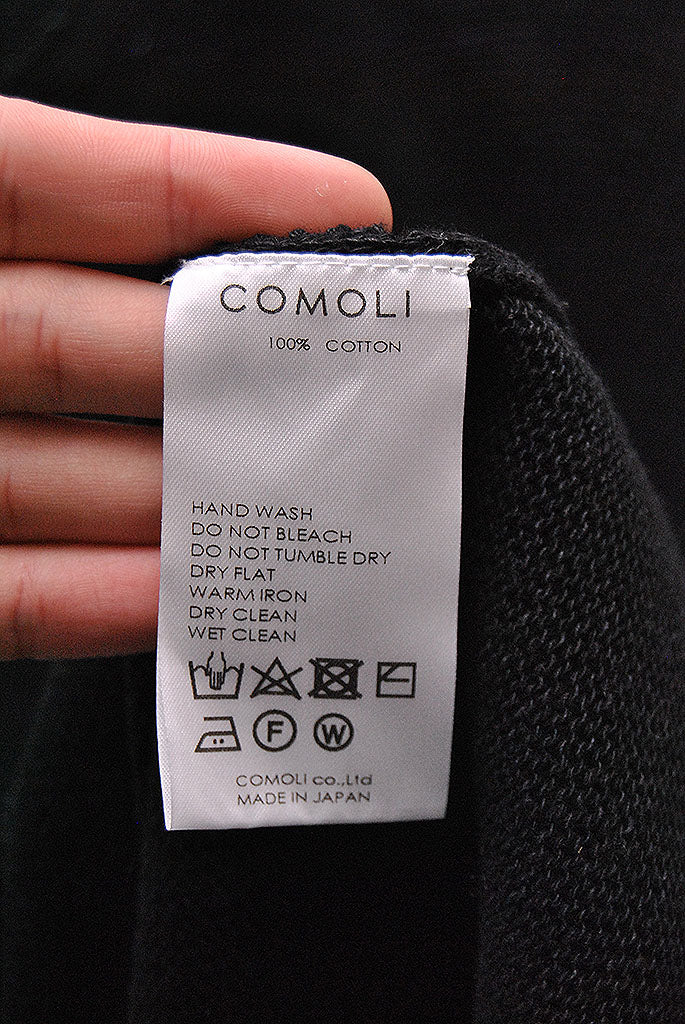 COMOLI
100% COTTON
HAND WASH
DO NOT BLEACH
DO NOT TUMBLE DRY
DRY FLAT
WARM IRON
DRY CLEAN
WET CLEAN
F W
COMOLI co.,Ltd
MADE IN JAPAN